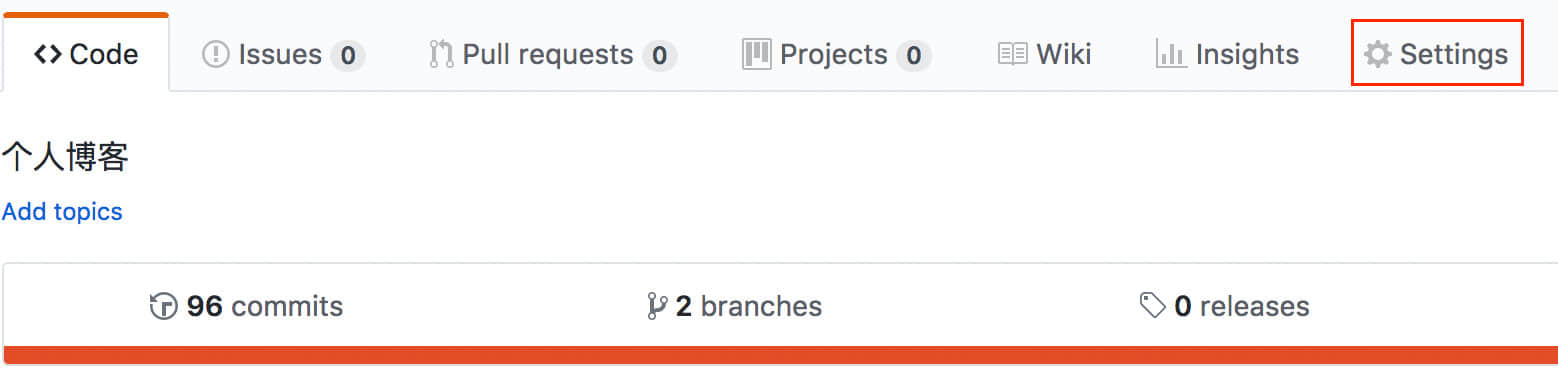 Code Issues 0 Pull requests 0 Projects 0 Wiki Insights Settings
个人博客
Add topics
96 commits 2 branches 0 releases